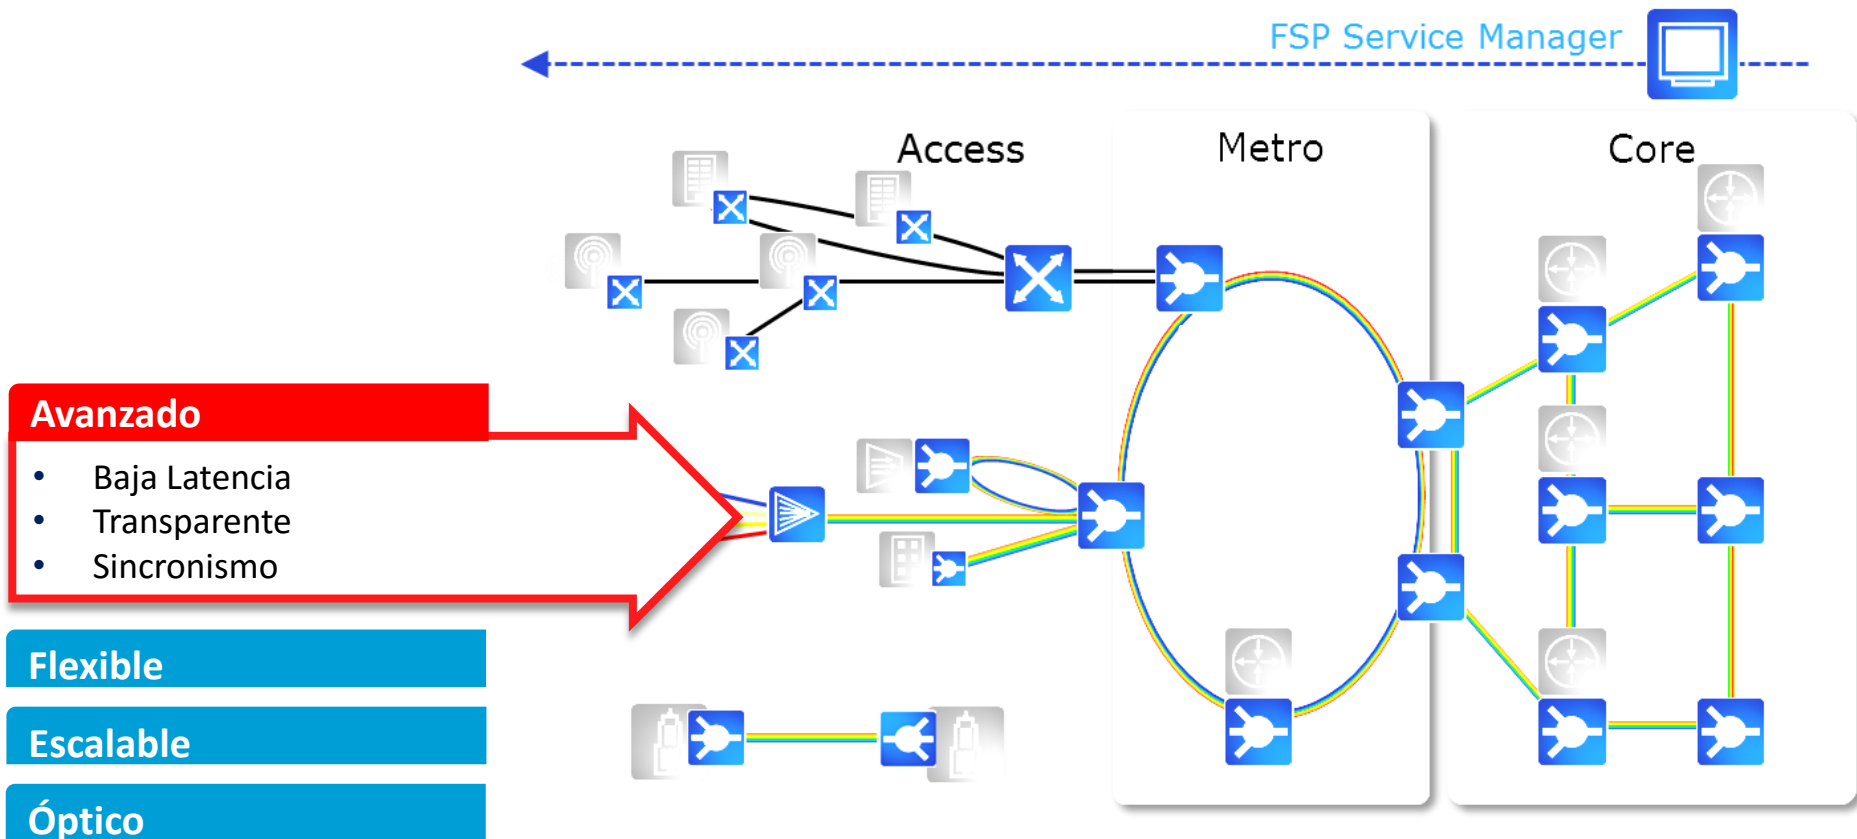 FSP Service Manager
Access
Metro
Core
Avanzado
• Baja Latencia
• Transparente
• Sincronismo
Flexible
Escalable
Óptico